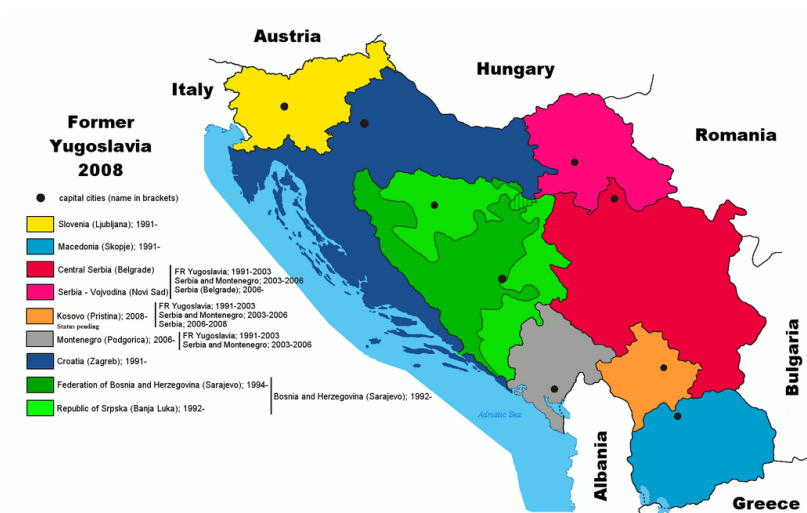 Austria
Hungary
Italy
Romania
Former
Yugoslavia
2008
capital cities (name in brackets)
Slovenia (Ljubljana); 1991-
Macedonia (Skopje); 1991-
Central Serbia (Belgrade)
Serbia - Vojvodina (Novi Sad)
FR Yugoslavia; 1991-2003
Serbia and Montenegro; 2003-2006
Serbia (Belgrade); 2006-
Kosovo (Pristina); 2008-
Status pending
FR Yugoslavia; 1991-2003
Serbia and Montenegro; 2003-2006
Serbia; 2006-2008
Montenegro (Podgorica); 2006-
FR Yugoslavia; 1991-2003
Serbia and Montenegro; 2003-2006
Croatia (Zagreb); 1991-
Federation of Bosnia and Herzegovina (Sarajevo); 1994-
Republic of Srpska (Banja Luka); 1992-
Bosnia and Herzegovina (Sarajevo); 1992-
Adriatic Sea
Bulgaria
Albania
Greece